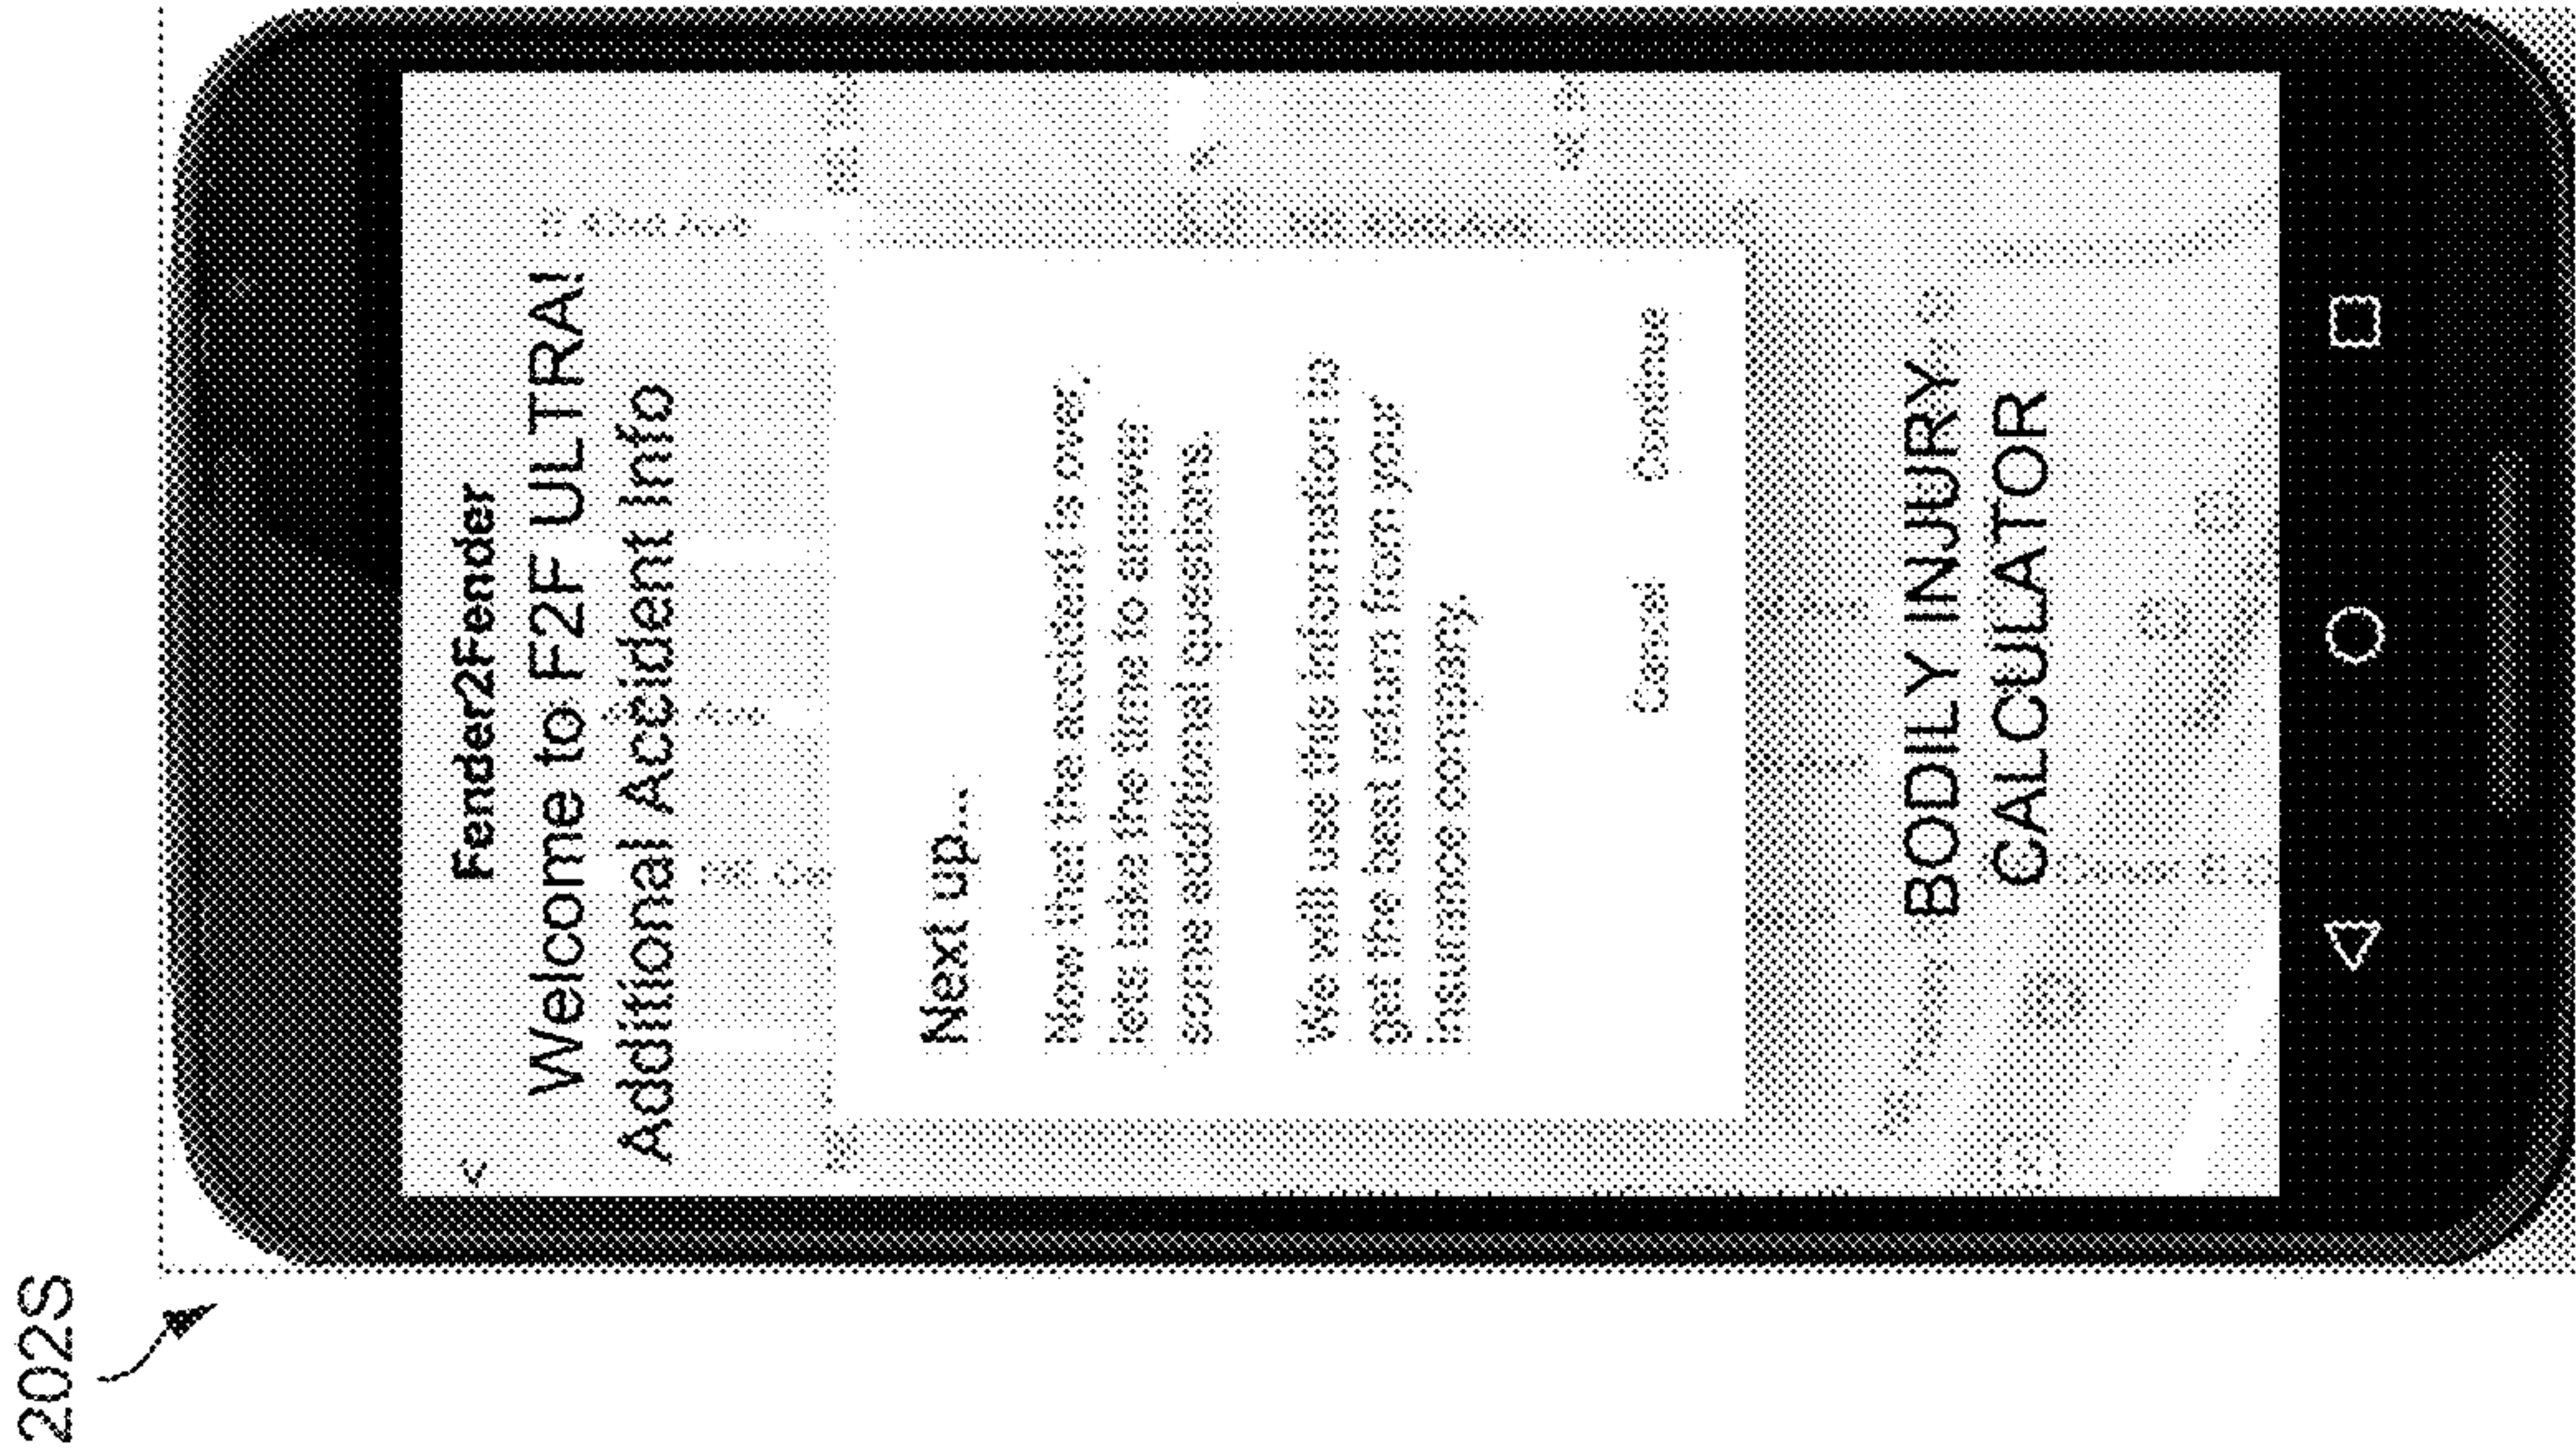 202S
<
Fender2Fender
Welcome to F2F ULTRA!
Additional Accident Info
Next up...
Now that the accident is over,
lets take the time to answer
some additional questions.
We will use this information to
get the best return from your
insurance company.
Cancel Continue
BODILY INJURY
CALCULATOR